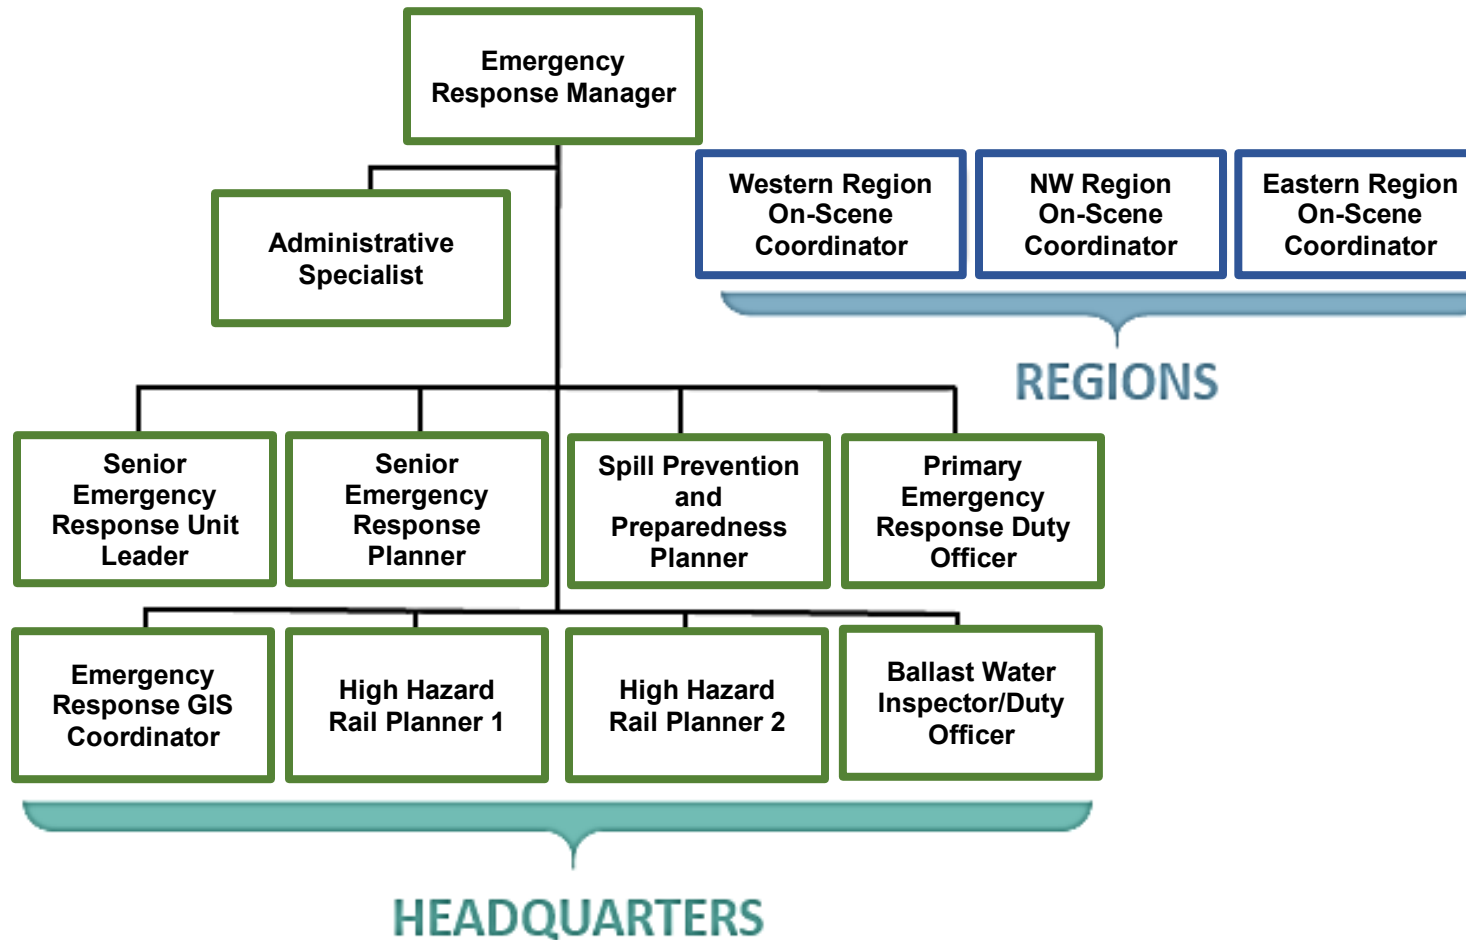 Emergency
Response Manager
Administrative
Specialist
Western Region
On-Scene
Coordinator
NW Region
On-Scene
Coordinator
Eastern Region
On-Scene
Coordinator
REGIONS
Senior
Emergency
Response Unit
Leader
Senior
Emergency
Response
Planner
Spill Prevention
and
Preparedness
Planner
Primary
Emergency
Response Duty
Officer
Emergency
Response GIS
Coordinator
High Hazard
Rail Planner 1
High Hazard
Rail Planner 2
Ballast Water
Inspector/Duty
Officer
HEADQUARTERS